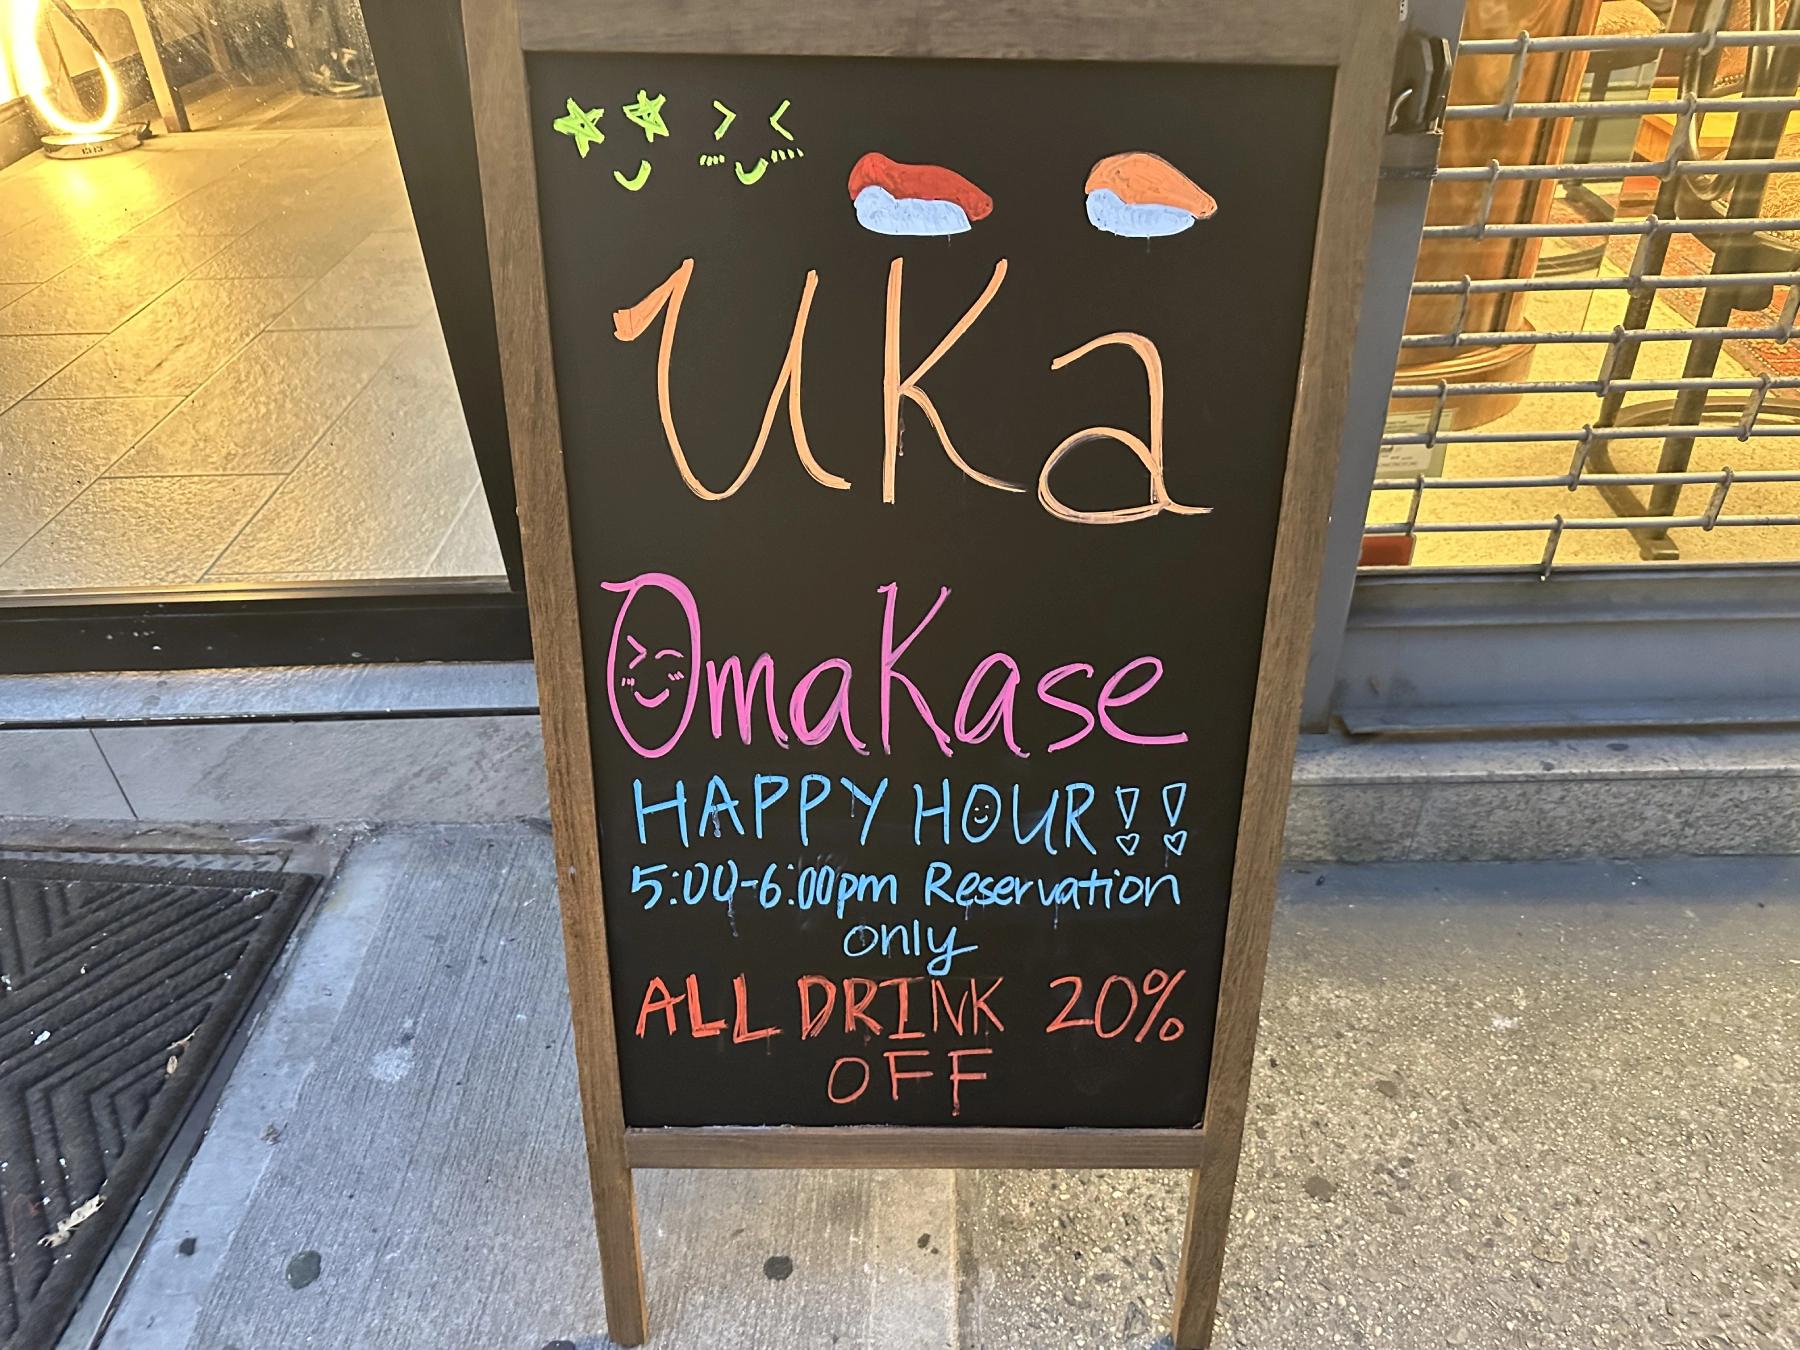 UKa
OmaKase
HAPPY HOUR!!
5:00-6:00pm Reservation
only
ALL DRINK 20%
OFF